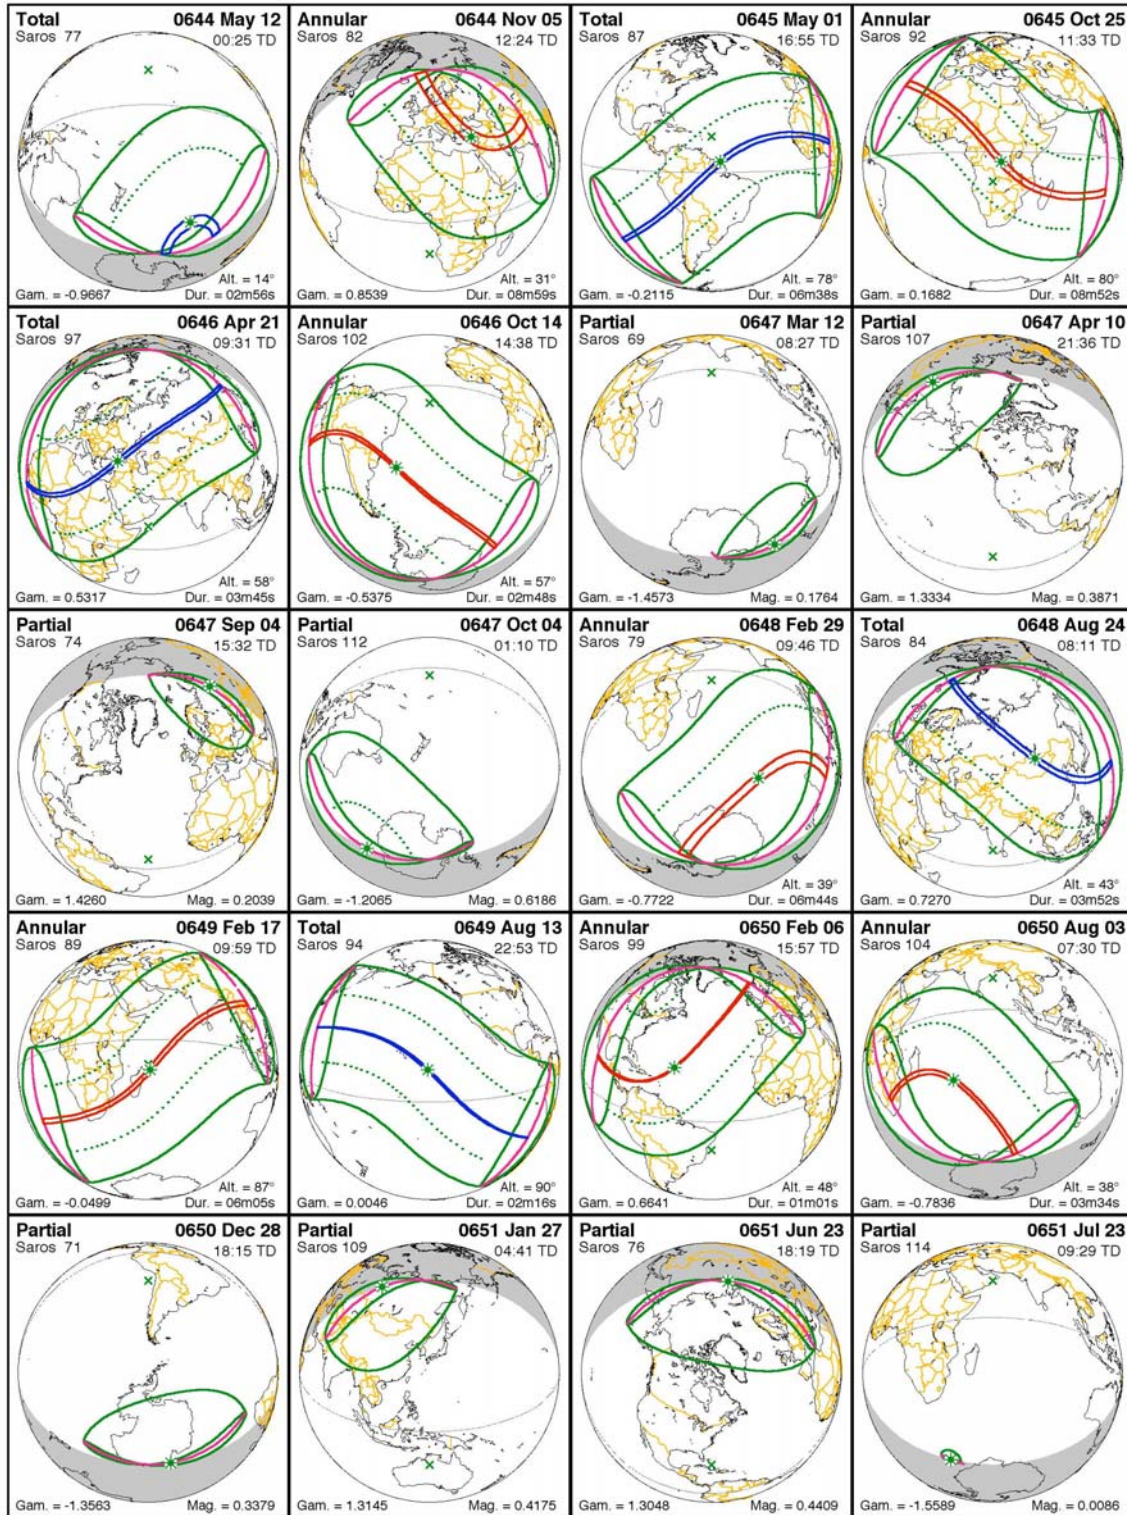 Total 0644 May 12
Saros 77 00:25 TD
Alt. = 14°
Gam. = -0.9667 Dur. = 02m56s
Annular 0644 Nov 05
Saros 82 12:24 TD
Alt. = 31°
Gam. = 0.8539 Dur. = 08m59s
Total 0645 May 01
Saros 87 16:55 TD
Alt. = 78°
Gam. = -0.2115 Dur. = 06m38s
Annular 0645 Oct 25
Saros 92 11:33 TD
Alt. = 80°
Gam. = 0.1682 Dur. = 08m52s
Total 0646 Apr 21
Saros 97 09:31 TD
Alt. = 58°
Gam. = 0.5317 Dur. = 03m45s
Annular 0646 Oct 14
Saros 102 14:38 TD
Alt. = 57°
Gam. = -0.5375 Dur. = 02m48s
Partial 0647 Mar 12
Saros 69 08:27 TD
Gam. = -1.4573 Mag. = 0.1764
Partial 0647 Apr 10
Saros 107 21:36 TD
Gam. = 1.3334 Mag. = 0.3871
Partial 0647 Sep 04
Saros 74 15:32 TD
Gam. = 1.4260 Mag. = 0.2039
Partial 0647 Oct 04
Saros 112 01:10 TD
Gam. = -1.2065 Mag. = 0.6186
Annular 0648 Feb 29
Saros 79 09:46 TD
Alt. = 39°
Gam. = -0.7722 Dur. = 06m44s
Total 0648 Aug 24
Saros 84 08:11 TD
Alt. = 43°
Gam. = 0.7270 Dur. = 03m52s
Annular 0649 Feb 17
Saros 89 09:59 TD
Alt. = 87°
Gam. = -0.0499 Dur. = 06m05s
Total 0649 Aug 13
Saros 94 22:53 TD
Alt. = 90°
Gam. = 0.0046 Dur. = 02m16s
Annular 0650 Feb 06
Saros 99 15:57 TD
Alt. = 48°
Gam. = 0.6641 Dur. = 01m01s
Annular 0650 Aug 03
Saros 104 07:30 TD
Alt. = 38°
Gam. = -0.7836 Dur. = 03m34s
Partial 0650 Dec 28
Saros 71 18:15 TD
Gam. = -1.3563 Mag. = 0.3379
Partial 0651 Jan 27
Saros 109 04:41 TD
Gam. = 1.3145 Mag. = 0.4175
Partial 0651 Jun 23
Saros 76 18:19 TD
Gam. = 1.3048 Mag. = 0.4409
Partial 0651 Jul 23
Saros 114 09:29 TD
Gam. = -1.5589 Mag. = 0.0086